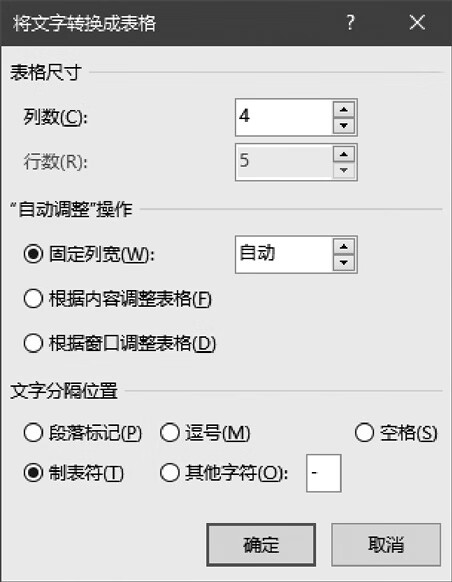 将文字转换成表格 ?
表格尺寸
列数(C): 4
行数(R): 5
“自动调整”操作
固定列宽(W): 自动
根据内容调整表格(F)
根据窗口调整表格(D)
文字分隔位置
段落标记(P) 逗号(M) 空格(S)
制表符(T) 其他字符(O): -
确定 取消